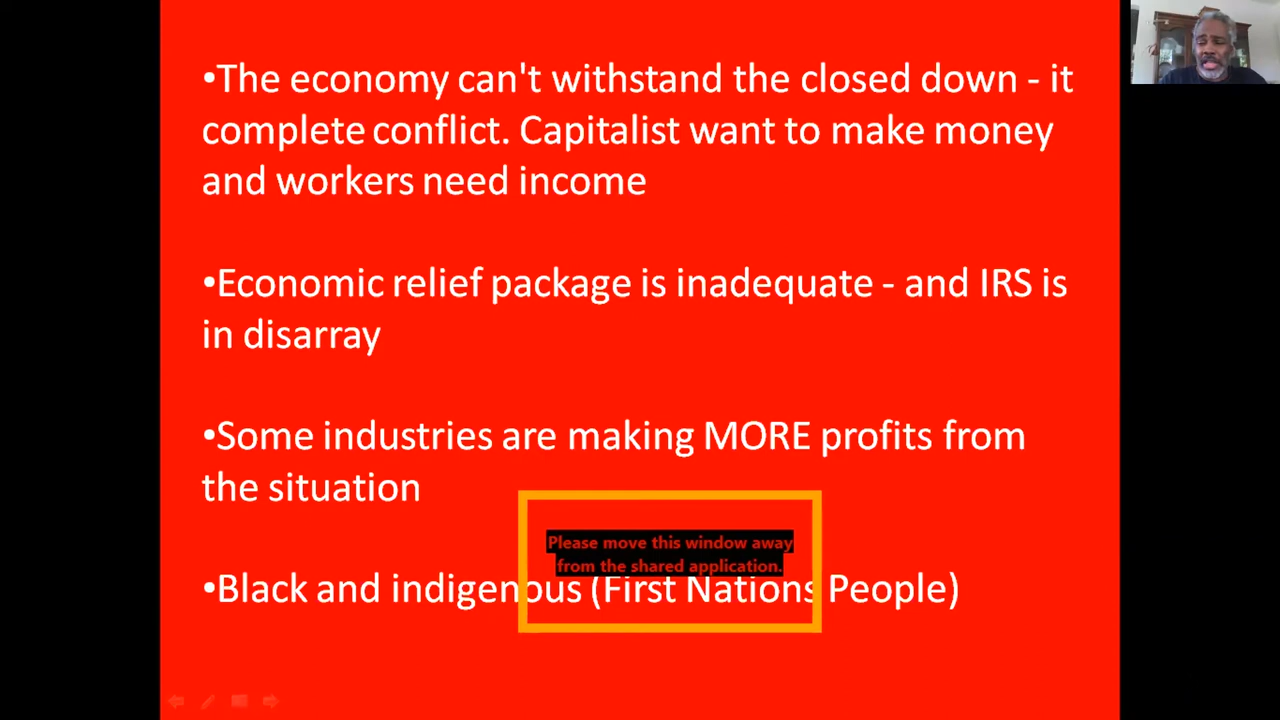 •The economy can't withstand the closed down - it
complete conflict. Capitalist want to make money
and workers need income
•Economic relief package is inadequate - and IRS is
in disarray
•Some industries are making MORE profits from
the situation
Please move this window away
from the shared application.
•Black and indigenous (First Nations People)